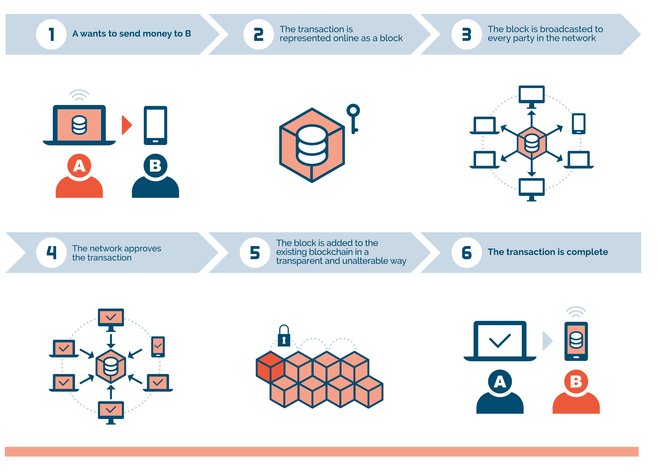 1 A wants to send money to B
2 The transaction is
represented online as a block
3 The block is broadcasted to
every party in the network
A B
4 The network approves
the transaction
5 The block is added to the
existing blockchain in a
transparent and unalterable way
6 The transaction is complete
A B